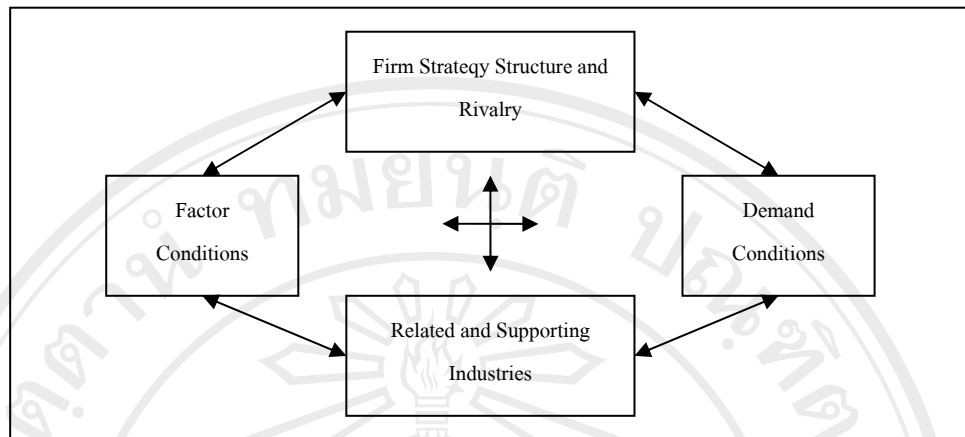 Firm Strateqy Structure and
Rivalry
Factor
Conditions
Demand
Conditions
Related and Supporting
Industries